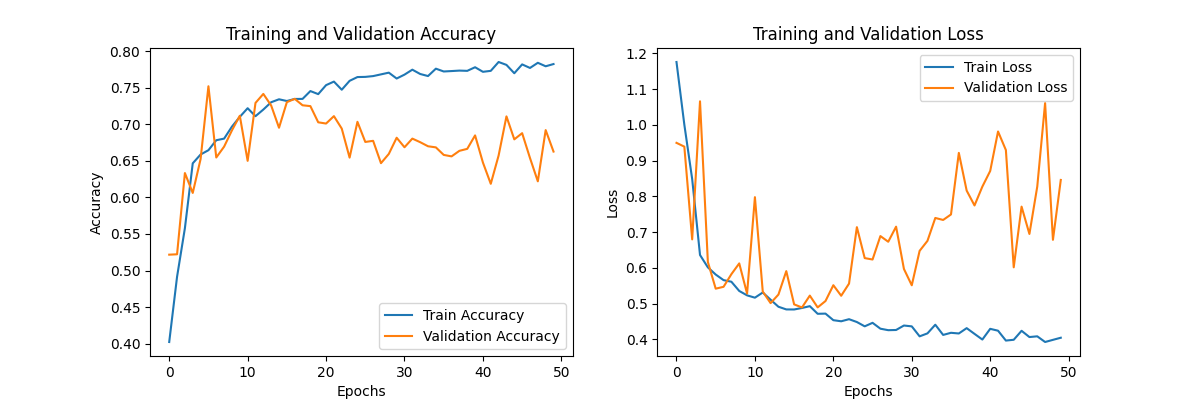 Training and Validation Accuracy
Accuracy
0.80
0.75
0.70
0.65
0.60
0.55
0.50
0.45
0.40
Train Accuracy
Validation Accuracy
0 10 20 30 40 50
Epochs
Training and Validation Loss
Loss
1.2
1.1
1.0
0.9
0.8
0.7
0.6
0.5
0.4
Train Loss
Validation Loss
0 10 20 30 40 50
Epochs